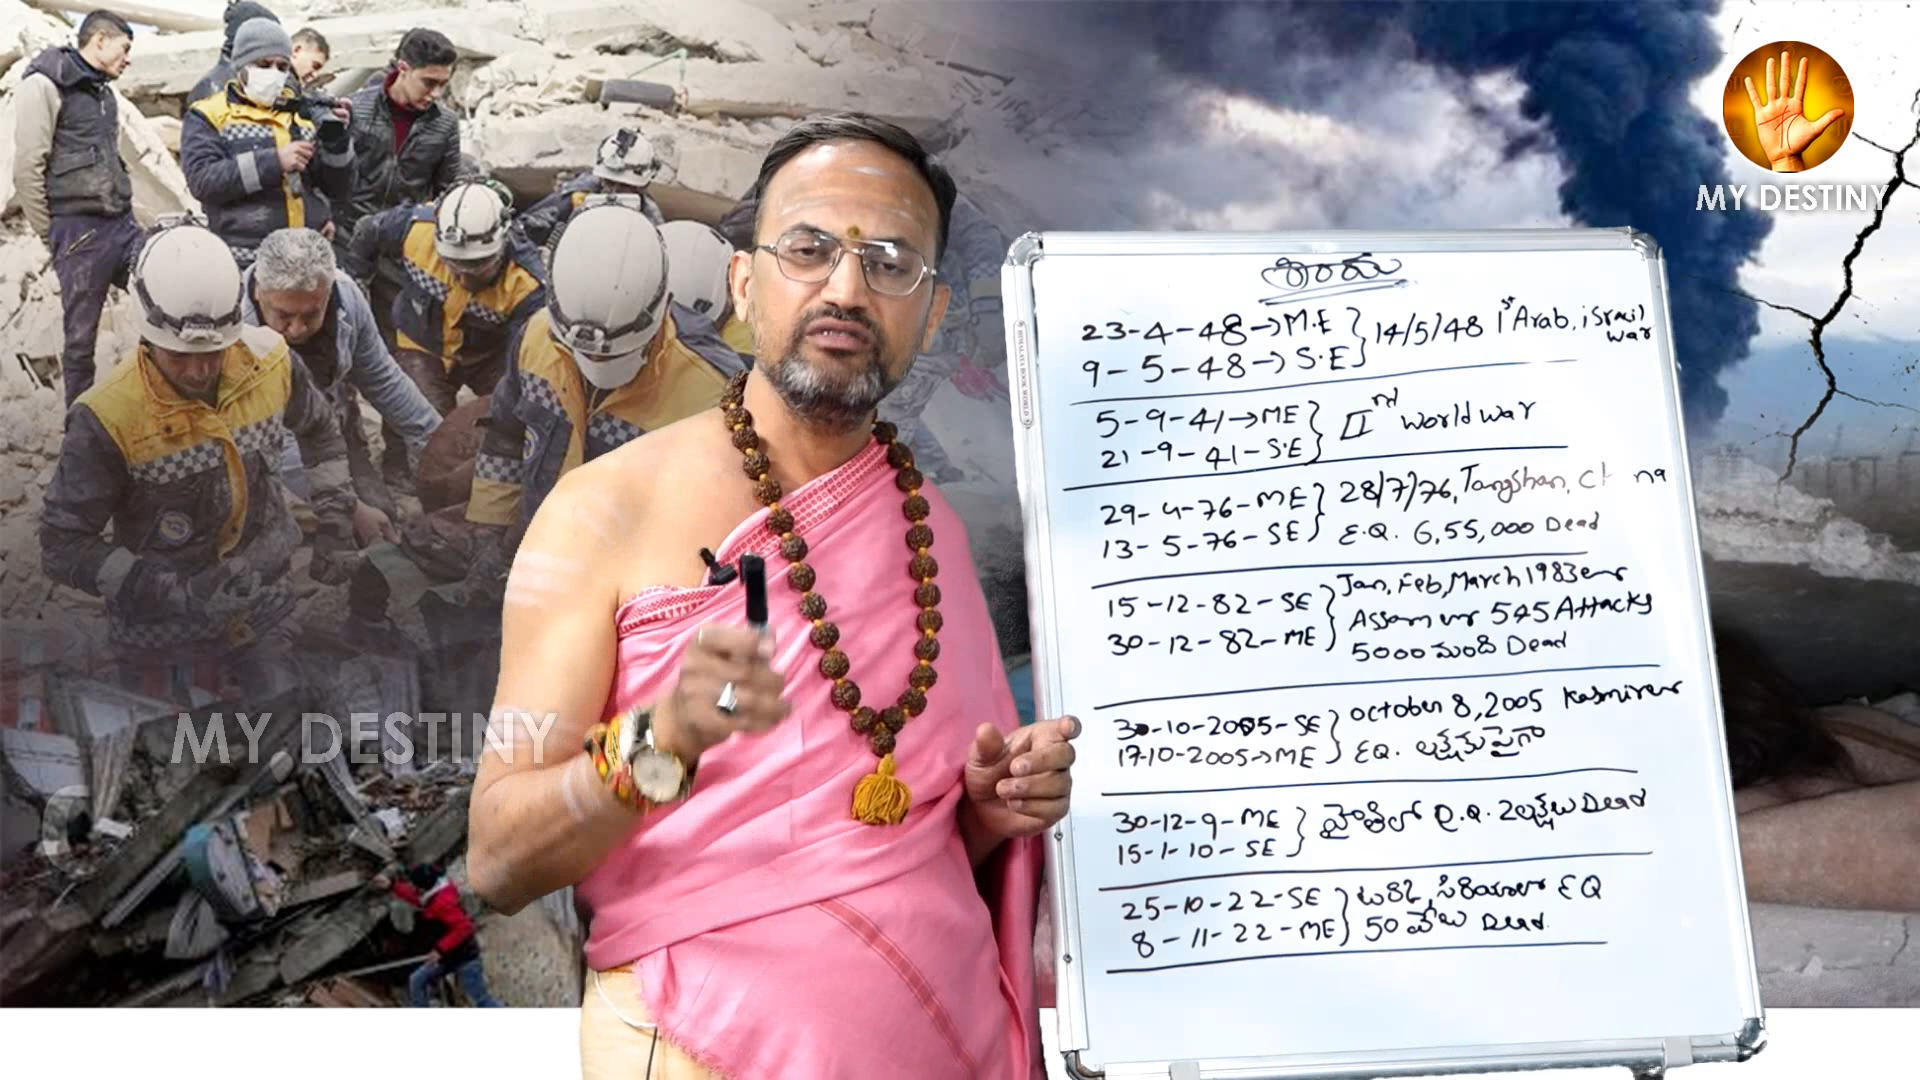 MY DESTINY
23-4-48→M.E
9-5-48→S.E
14/5/48 1st Arab, israil
war
5-9-41→ME
21-9-41-S.E
II nd World War
29-4-76-ME
13-5-76-SE
28/7/76, Tangshan,
E.Q. 6,55,000 Dead
15-12-82-SE
30-12-82-ME
Jan, Feb, March 1983
Assam 545 Attacks
5000 మంది Dead
-10-2005-SE
17-10-2005→ME
October 8, 2005
EQ. లక్షకుపైగా
30-12-9-ME
15-1-10-SE
హైతిలో E.Q. 2లక్షలు Dead
25-10-22-SE
8-11-22-ME
టర్కి, సిరియాలో EQ
50 వేలు Dead.
MY DESTINY
HIMALAYA BOOK WORLD